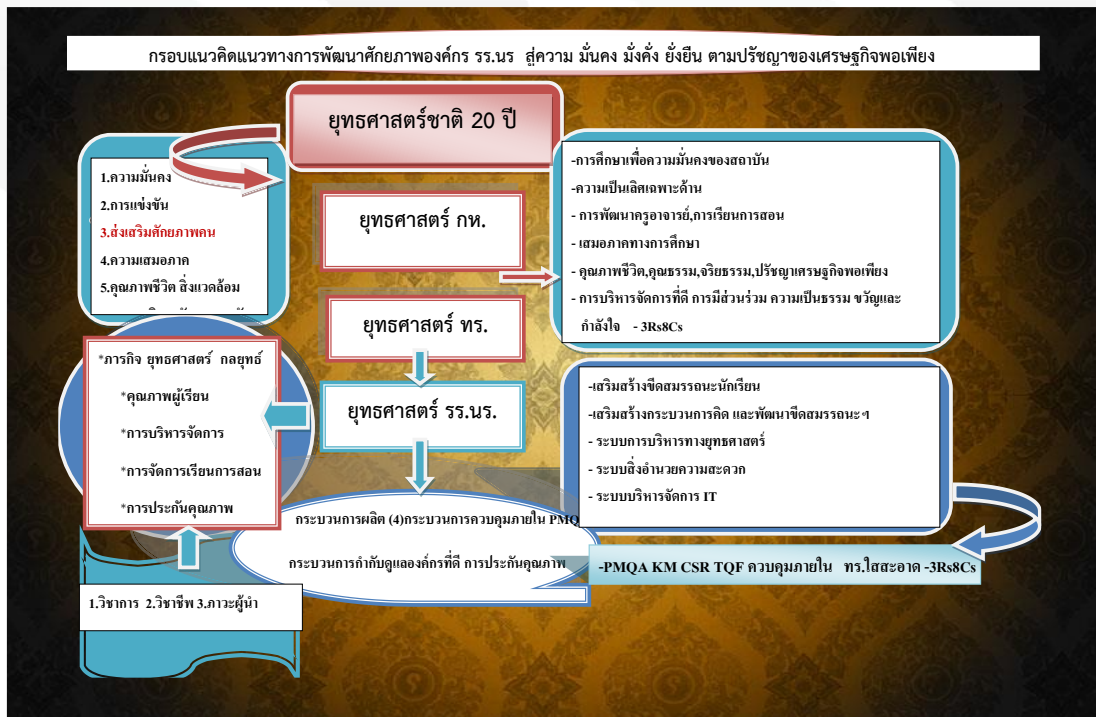 กรอบแนวคิดแนวทางการพัฒนาศักยภาพองค์กร รร.นร สู่ความ มั่นคง มั่งคั่ง ยั่งยืน ตามปรัชญาของเศรษฐกิจพอเพียง
ยุทธศาสตร์ชาติ 20 ปี
1.ความมั่นคง
2.การแข่งขัน
3.ส่งเสริมศักยภาพคน
4.ความเสมอภาค
5.คุณภาพชีวิต สิ่งแวดล้อม
ยุทธศาสตร์ กห.
-การศึกษาเพื่อความมั่นคงของสถาบัน
-ความเป็นเลิศเฉพาะด้าน
- การพัฒนาครูอาจารย์,การเรียนการสอน
- เสมอภาคทางการศึกษา
- คุณภาพชีวิต,คุณธรรม,จริยธรรม,ปรัชญาเศรษฐกิจพอเพียง
- การบริหารจัดการที่ดี การมีส่วนร่วม ความเป็นธรรม ขวัญและ
กำลังใจ - 3Rs8Cs
ยุทธศาสตร์ ทร.
ยุทธศาสตร์ รร.นร.
*ภารกิจ ยุทธศาสตร์ กลยุทธ์
*คุณภาพผู้เรียน
*การบริหารจัดการ
*การจัดการเรียนการสอน
*การประกันคุณภาพ
-เสริมสร้างขีดสมรรถนะนักเรียน
-เสริมสร้างกระบวนการคิด และพัฒนาขีดสมรรถนะ ฯ
- ระบบการบริหารทางยุทธศาสตร์
- ระบบสิ่งอำนวยความสะดวก
- ระบบบริหารจัดการ IT
กระบวนการผลิต (4)กระบวนการควบคุมภายใน PMQ
กระบวนการกำกับดูแลองค์กรที่ดี การประกันคุณภาพ
-PMQA KM CSR TQF ควบคุมภายใน ทร.ใสสะอาด -3Rs8Cs
1.วิชาการ 2.วิชาชีพ 3.ภาวะผู้นำ